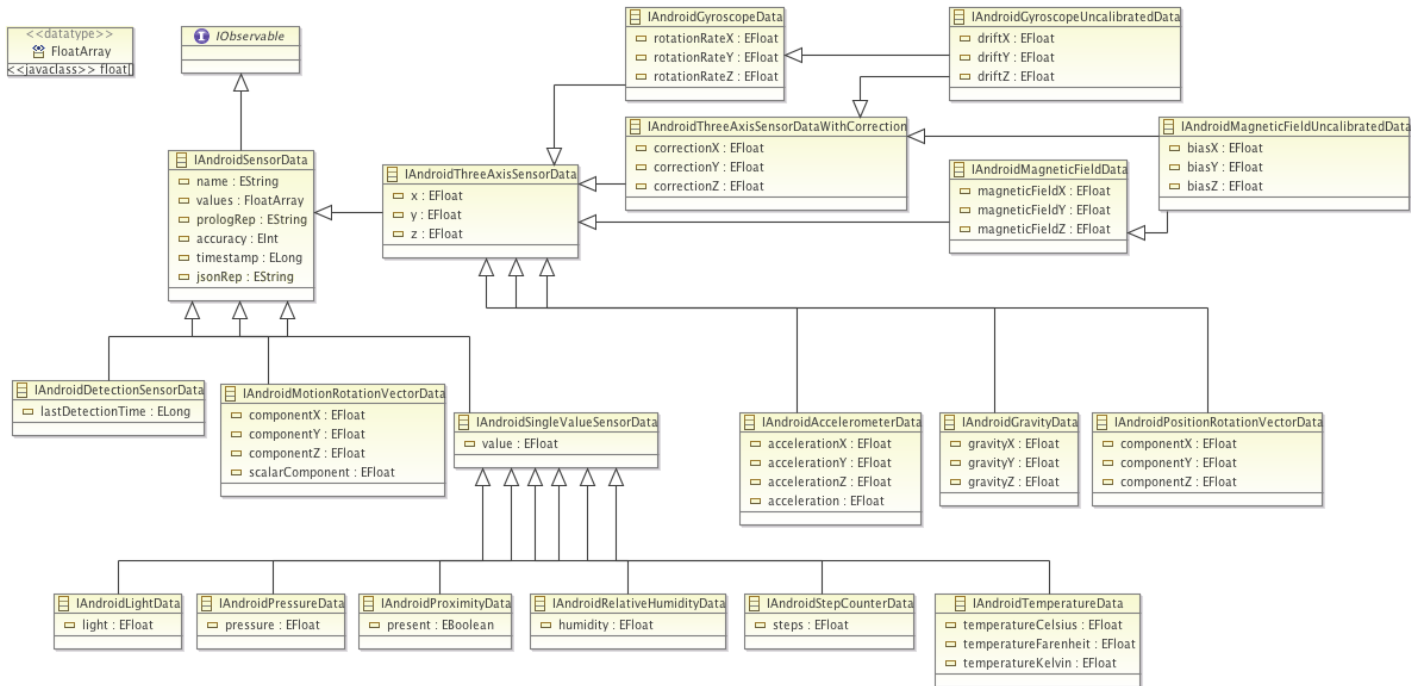 <<datatype>>
FloatArray
<<javaclass>> float[]
IObservable
IAndroidGyroscopeData
rotationRateX : EFloat
rotationRateY : EFloat
rotationRateZ : EFloat
IAndroidGyroscopeUncalibratedData
driftX : EFloat
driftY : EFloat
driftZ : EFloat
IAndroidThreeAxisSensorDataWithCorrection
correctionX : EFloat
correctionY : EFloat
correctionZ : EFloat
IAndroidMagneticFieldUncalibratedData
biasX : EFloat
biasY : EFloat
biasZ : EFloat
IAndroidSensorData
name : EString
values : FloatArray
prologRep : EString
accuracy : EInt
timestamp : ELong
jsonRep : EString
IAndroidThreeAxisSensorData
x : EFloat
y : EFloat
z : EFloat
IAndroidMagneticFieldData
magneticFieldX : EFloat
magneticFieldY : EFloat
magneticFieldZ : EFloat
IAndroidDetectionSensorData
lastDetectionTime : ELong
IAndroidMotionRotationVectorData
componentX : EFloat
componentY : EFloat
componentZ : EFloat
scalarComponent : EFloat
IAndroidSingleValueSensorData
value : EFloat
IAndroidAccelerometerData
accelerationX : EFloat
accelerationY : EFloat
accelerationZ : EFloat
acceleration : EFloat
IAndroidGravityData
gravityX : EFloat
gravityY : EFloat
gravityZ : EFloat
IAndroidPositionRotationVectorData
componentX : EFloat
componentY : EFloat
componentZ : EFloat
IAndroidLightData
light : EFloat
IAndroidPressureData
pressure : EFloat
IAndroidProximityData
present : EBoolean
IAndroidRelativeHumidityData
humidity : EFloat
IAndroidStepCounterData
steps : EFloat
IAndroidTemperatureData
temperatureCelsius : EFloat
temperatureFarenheit : EFloat
temperatureKelvin : EFloat